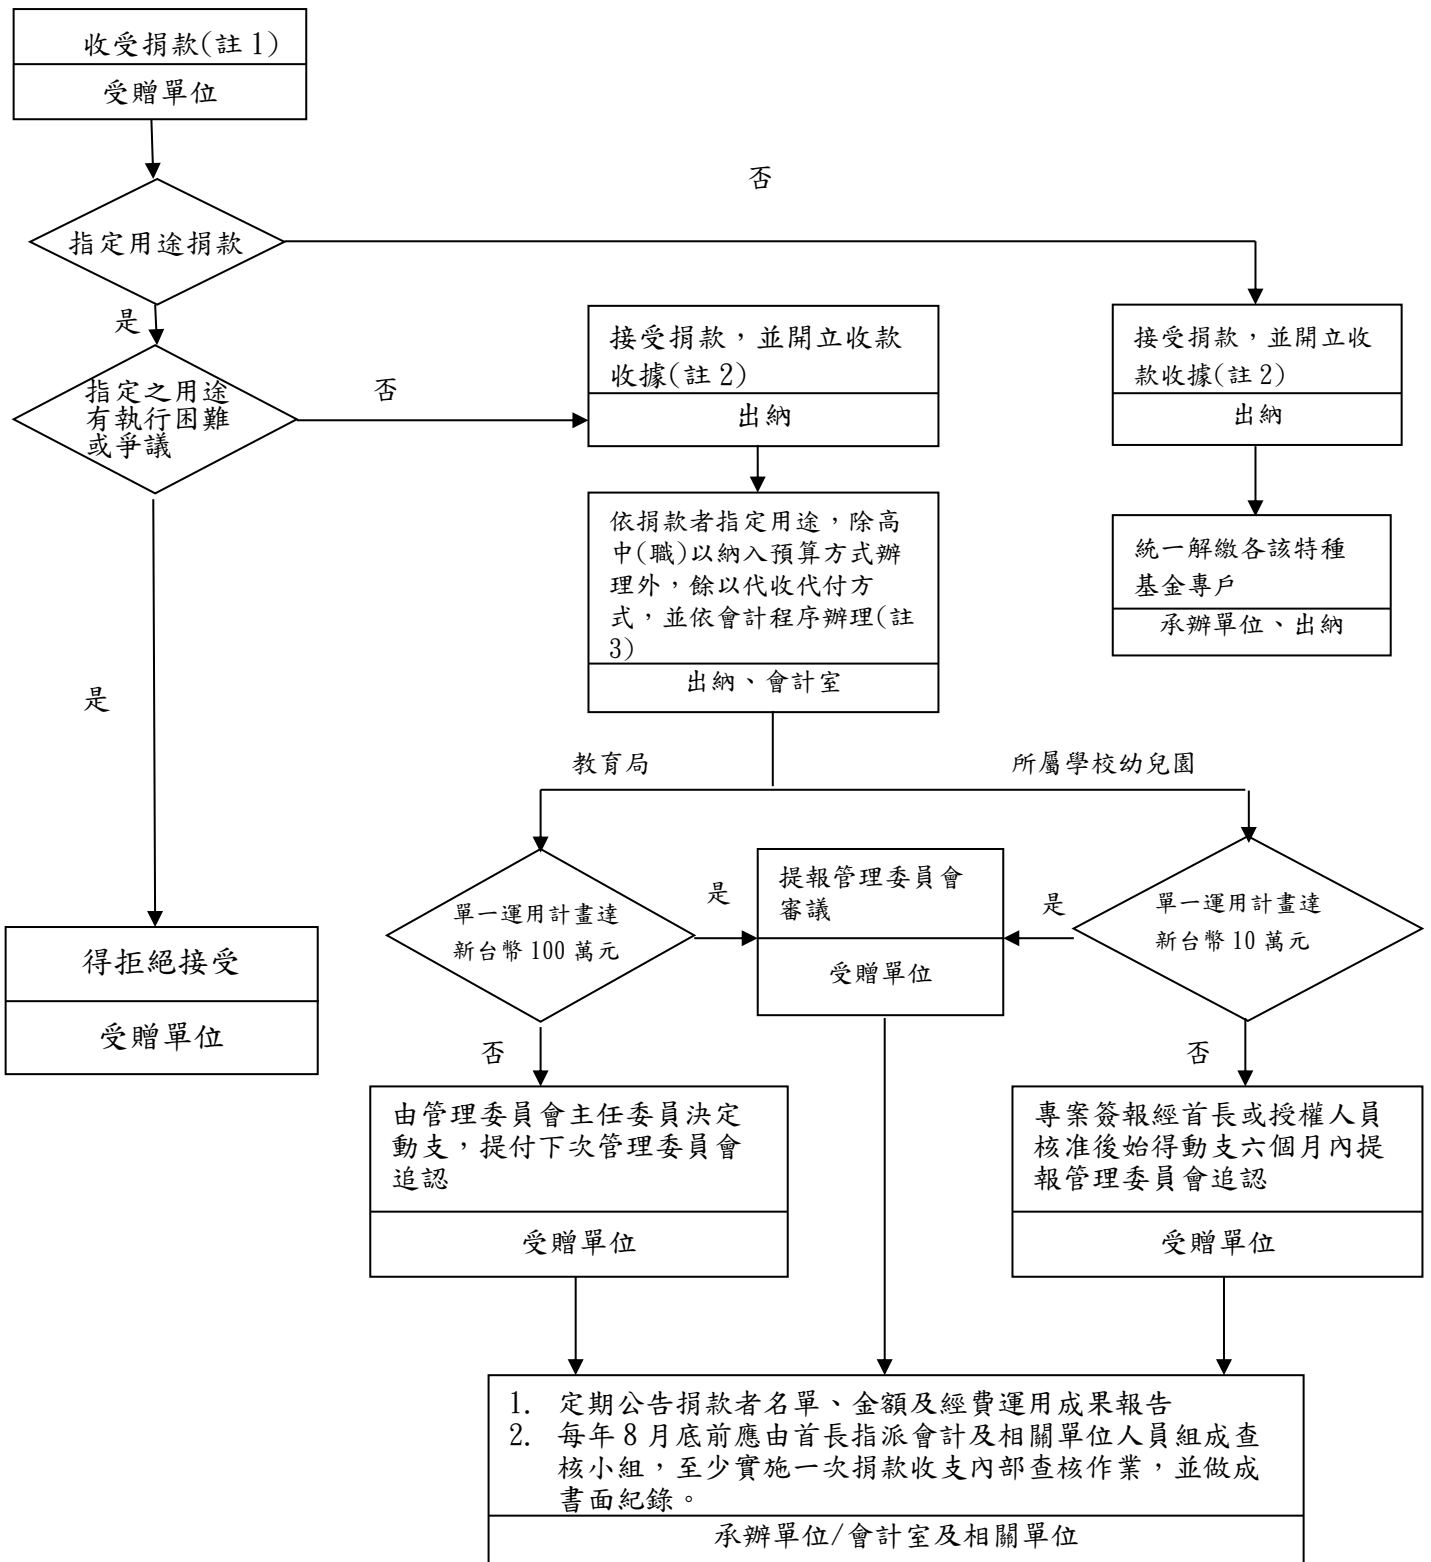 收受捐款(註 1)
受贈單位
否
指定用途捐款
是
指定之用途
有執行困難
或爭議
否
接受捐款，並開立收款
收據(註 2)
出納
接受捐款，並開立收
款收據(註 2)
出納
依捐款者指定用途，除高
中(職)以納入預算方式辦
理外，餘以代收代付方
式，並依會計程序辦理(註
3)
出納、會計室
統一解繳各該特種
基金專戶
承辦單位、出納
是
教育局
所屬學校幼兒園
單一運用計畫達
新台幣 100 萬元
是
提報管理委員會
審議
受贈單位
是
單一運用計畫達
新台幣 10 萬元
得拒絕接受
受贈單位
否
否
由管理委員會主任委員決定
動支，提付下次管理委員會
追認
受贈單位
專案簽報經首長或授權人員
核准後始得動支六個月內提
報管理委員會追認
受贈單位
1. 定期公告捐款者名單、金額及經費運用成果報告
2. 每年 8 月底前應由首長指派會計及相關單位人員組成查
核小組，至少實施一次捐款收支內部查核作業，並做成
書面紀錄。
承辦單位/會計室及相關單位